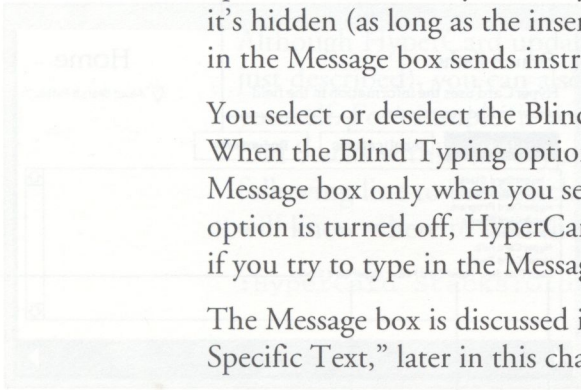 it's hidden (as long as the inser
in the Message box sends instr
You select or deselect the Blind
When the Blind Typing optio
Message box only when you se
option is turned off, HyperCa
if you try to type in the Messag
The Message box is discussed i
Specific Text," later in this cha